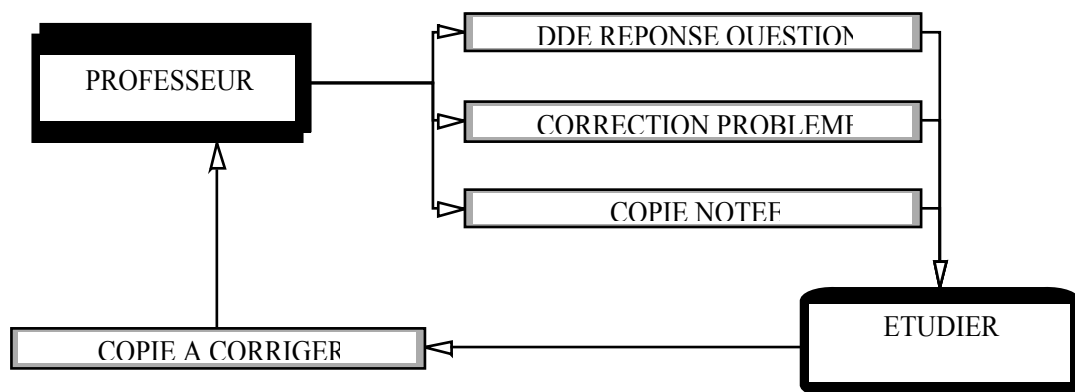 DDE REPONSE QUESTION
PROFESSEUR
CORRECTION PROBLEME
COPIE NOTEE
ETUDIER
COPIE A CORRIGER